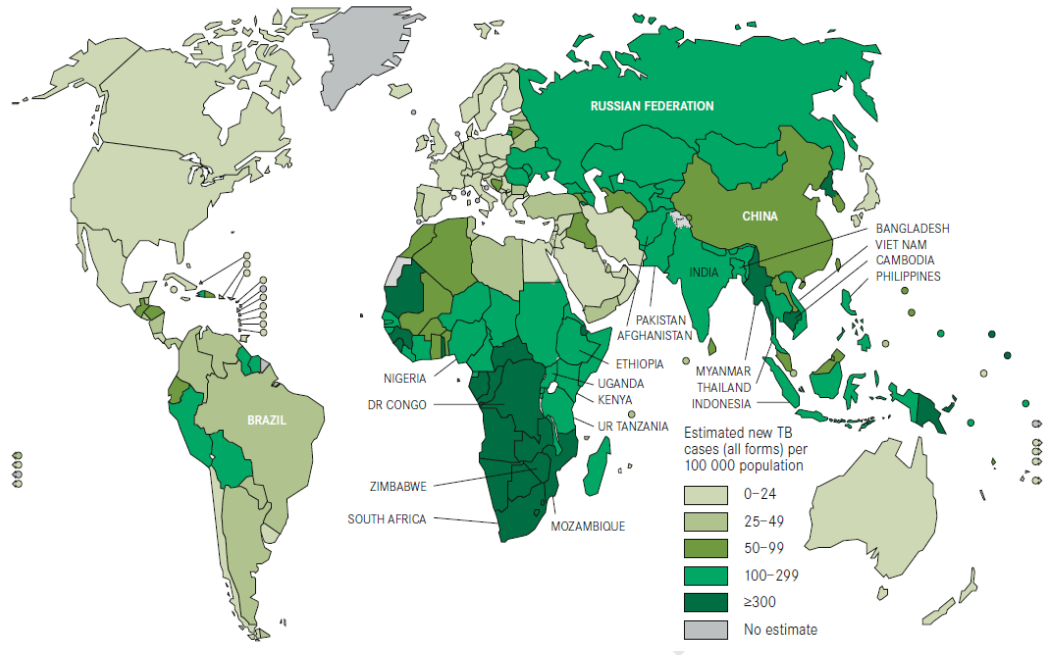 RUSSIAN FEDERATION
CHINA
BANGLADESH
VIET NAM
CAMBODIA
PHILIPPINES
INDIA
PAKISTAN
AFGHANISTAN
NIGERIA
ETHIOPIA
MYANMAR
THAILAND
INDONESIA
UGANDA
KENYA
DR CONGO
BRAZIL
UR TANZANIA
ZIMBABWE
SOUTH AFRICA
MOZAMBIQUE
Estimated new TB
cases (all forms) per
100 000 population
0–24
25–49
50–99
100–299
≥300
No estimate